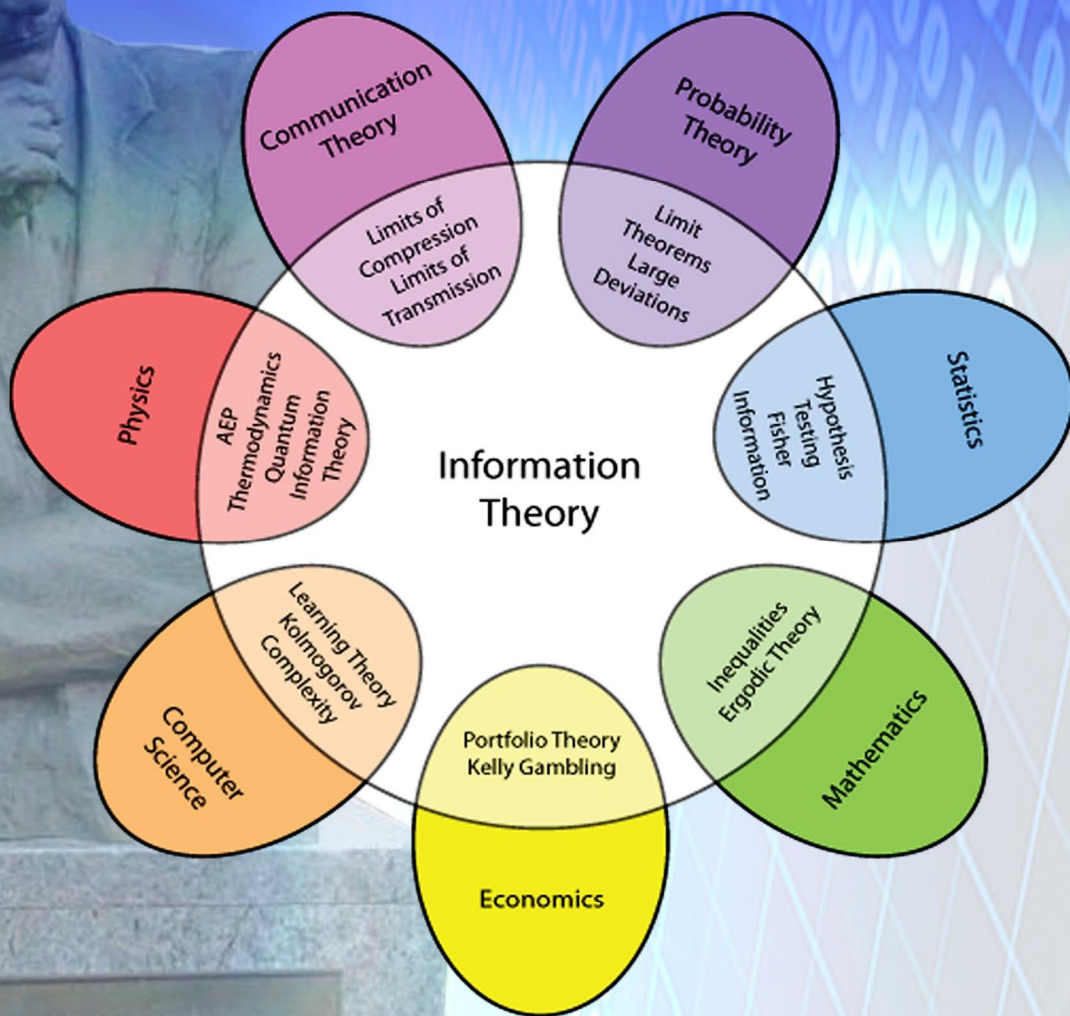 Communication
Theory
Limits of
Compression
Limits of
Transmission
Probability
Theory
Limit
Theorems
Large
Deviations
Physics
AEP
Thermodynamics
Quantum
Information
Theory
Information
Theory
Statistics
Hypothesis
Testing
Fisher
Information
Computer
Science
Learning Theory
Kolmogorov
Complexity
Portfolio Theory
Kelly Gambling
Economics
Inequalities
Ergodic Theory
Mathematics